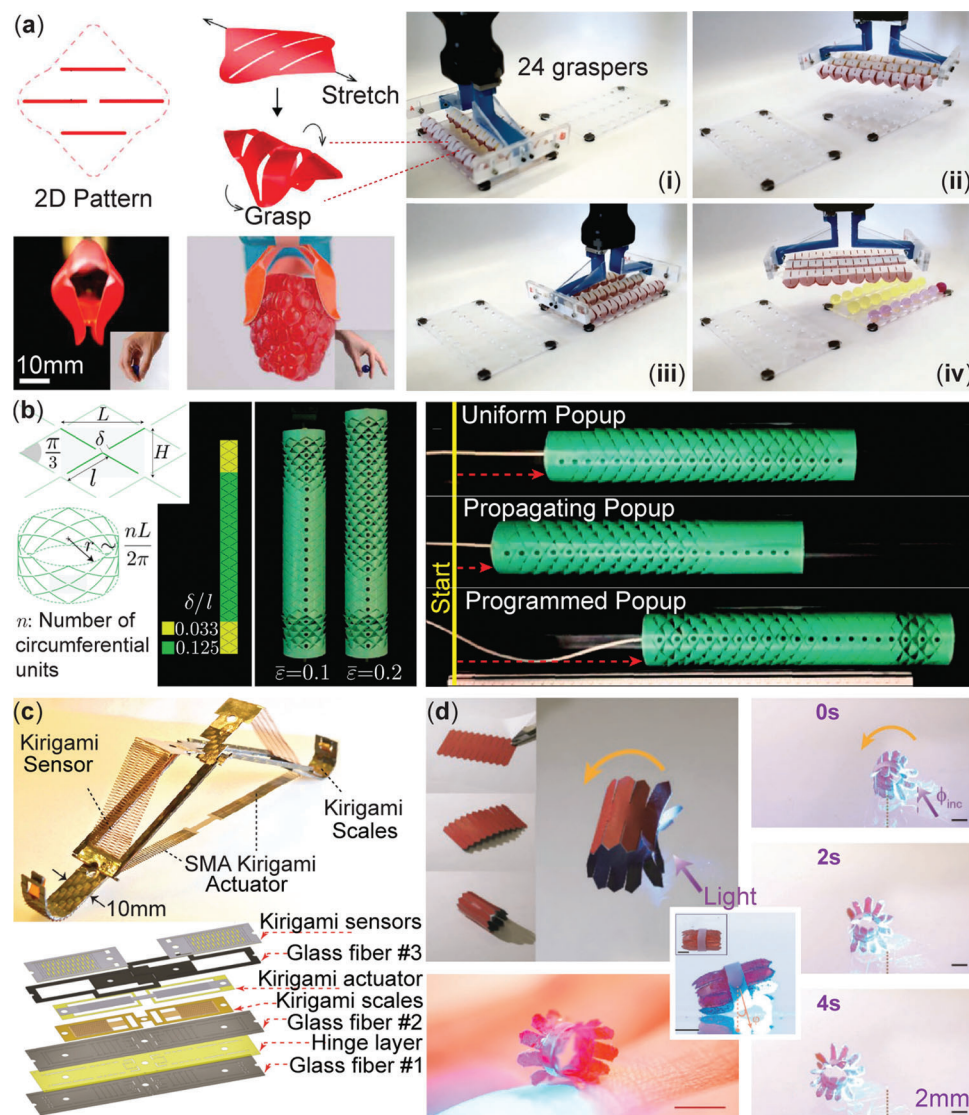 (a)
2D Pattern
Stretch
Grasp
10mm
24 graspers
(i)
(ii)
(iii)
(iv)
(b)
L
δ
π/3
H
l
r ~ nL/2π
n: Number of
circumferential
units
δ/l
0.033
0.125
ε̄=0.1
ε̄=0.2
Start
Uniform Popup
Propagating Popup
Programmed Popup
(c)
Kirigami
Sensor
Kirigami
Scales
SMA Kirigami
Actuator
10mm
Kirigami sensors
Glass fiber #3
Kirigami actuator
Kirigami scales
Glass fiber #2
Hinge layer
Glass fiber #1
(d)
Light
0s
ϕinc
2s
4s
2mm